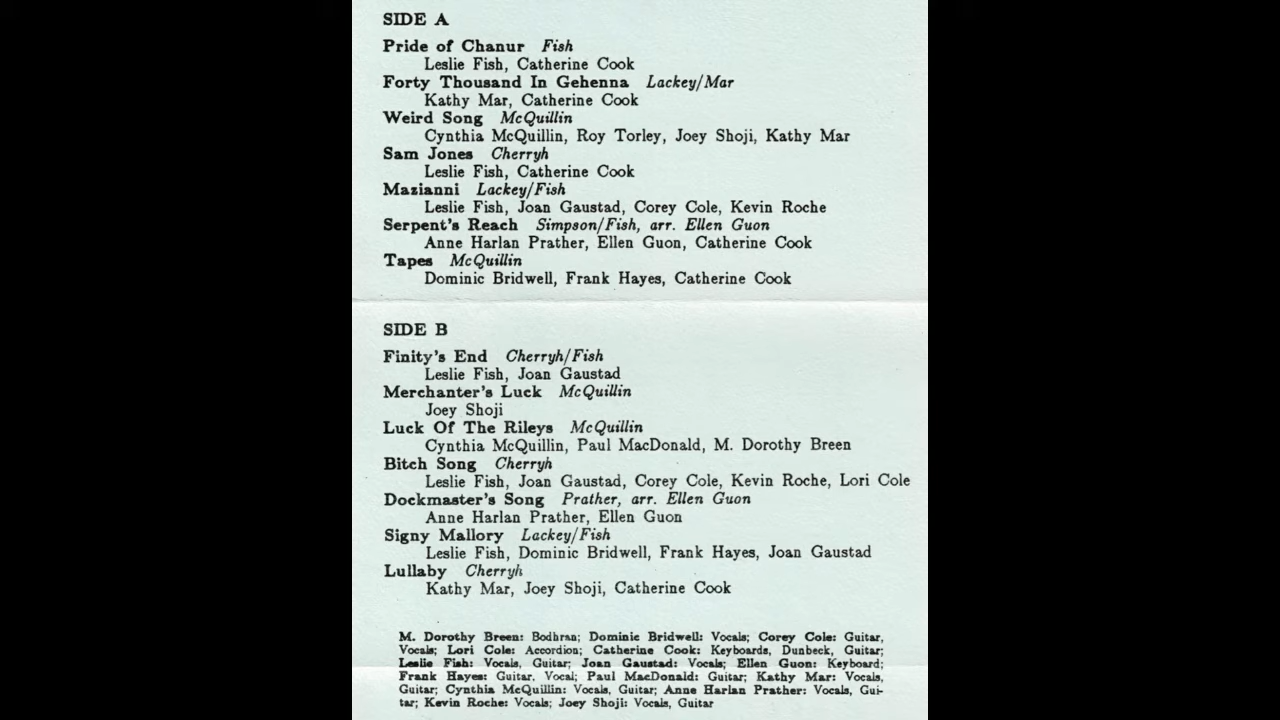 SIDE A
Pride of Chanur Fish
Leslie Fish, Catherine Cook
Forty Thousand In Gehenna Lackey/Mar
Kathy Mar, Catherine Cook
Weird Song McQuillin
Cynthia McQuillin, Roy Torley, Joey Shoji, Kathy Mar
Sam Jones Cherryh
Leslie Fish, Catherine Cook
Mazianni Lackey/Fish
Leslie Fish, Joan Gaustad, Corey Cole, Kevin Roche
Serpent's Reach Simpson/Fish, arr. Ellen Guon
Anne Harlan Prather, Ellen Guon, Catherine Cook
Tapes McQuillin
Dominic Bridwell, Frank Hayes, Catherine Cook
SIDE B
Finity's End Cherryh/Fish
Leslie Fish, Joan Gaustad
Merchanter's Luck McQuillin
Joey Shoji
Luck Of The Rileys McQuillin
Cynthia McQuillin, Paul MacDonald, M. Dorothy Breen
Bitch Song Cherryh
Leslie Fish, Joan Gaustad, Corey Cole, Kevin Roche, Lori Cole
Dockmaster's Song Prather, arr. Ellen Guon
Anne Harlan Prather, Ellen Guon
Signy Mallory Lackey/Fish
Leslie Fish, Dominic Bridwell, Frank Hayes, Joan Gaustad
Lullaby Cherryh
Kathy Mar, Joey Shoji, Catherine Cook
M. Dorothy Breen: Bodhran; Dominic Bridwell: Vocals; Corey Cole: Guitar,
Vocals; Lori Cole: Accordion; Catherine Cook: Keyboards, Dunbeck, Guitar;
Leslie Fish: Vocals, Guitar; Joan Gaustad: Vocals; Ellen Guon: Keyboard;
Frank Hayes: Guitar, Vocal; Paul MacDonald: Guitar; Kathy Mar: Vocals,
Guitar; Cynthia McQuillin: Vocals, Guitar; Anne Harlan Prather: Vocals, Gui-
tar; Kevin Roche: Vocals; Joey Shoji: Vocals, Guitar